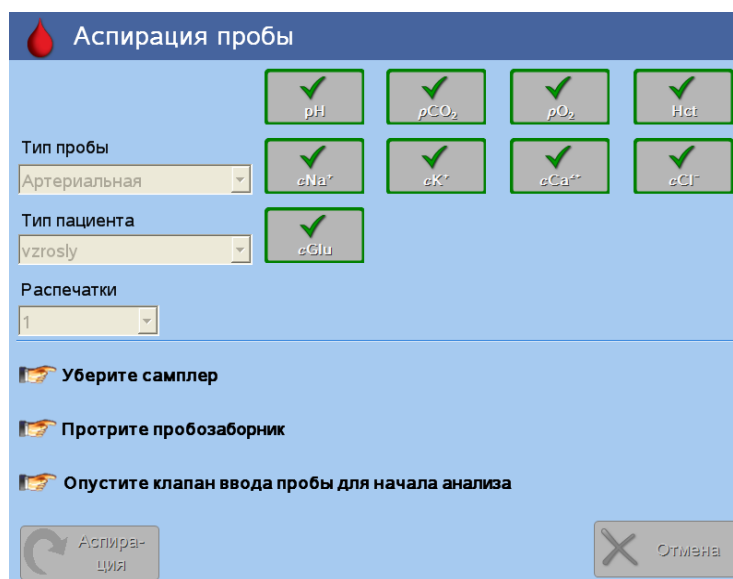 Аспирация пробы
pH
pCO₂
pO₂
Hct
Тип пробы
Артериальная
cNa⁺
cK⁺
cCa²⁺
cCl⁻
Тип пациента
vzrosly
cGlu
Распечатки
1
Уберите самплер
Протрите пробозаборник
Опустите клапан ввода пробы для начала анализа
Аспира-
ция
Отмена